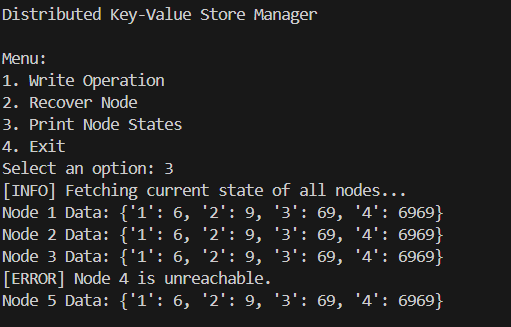 Distributed Key-Value Store Manager
Menu:
1. Write Operation
2. Recover Node
3. Print Node States
4. Exit
Select an option: 3
[INFO] Fetching current state of all nodes...
Node 1 Data: {'1': 6, '2': 9, '3': 69, '4': 6969}
Node 2 Data: {'1': 6, '2': 9, '3': 69, '4': 6969}
Node 3 Data: {'1': 6, '2': 9, '3': 69, '4': 6969}
[ERROR] Node 4 is unreachable.
Node 5 Data: {'1': 6, '2': 9, '3': 69, '4': 6969}